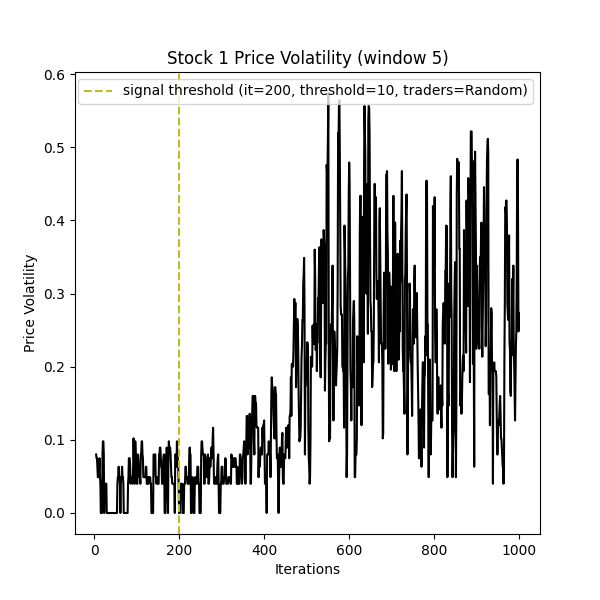 Stock 1 Price Volatility (window 5)
signal threshold (it=200, threshold=10, traders=Random)
Price Volatility
0.6
0.5
0.4
0.3
0.2
0.1
0.0
0 200 400 600 800 1000
Iterations